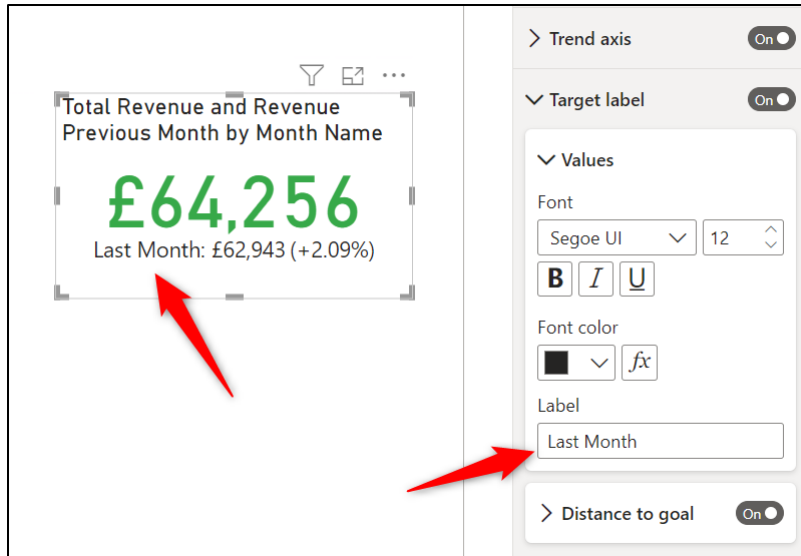 Total Revenue and Revenue
Previous Month by Month Name
£64,256
Last Month: £62,943 (+2.09%)
Trend axis
On
Target label
On
Values
Font
Segoe UI
12
B I U
Font color
fx
Label
Last Month
Distance to goal
On